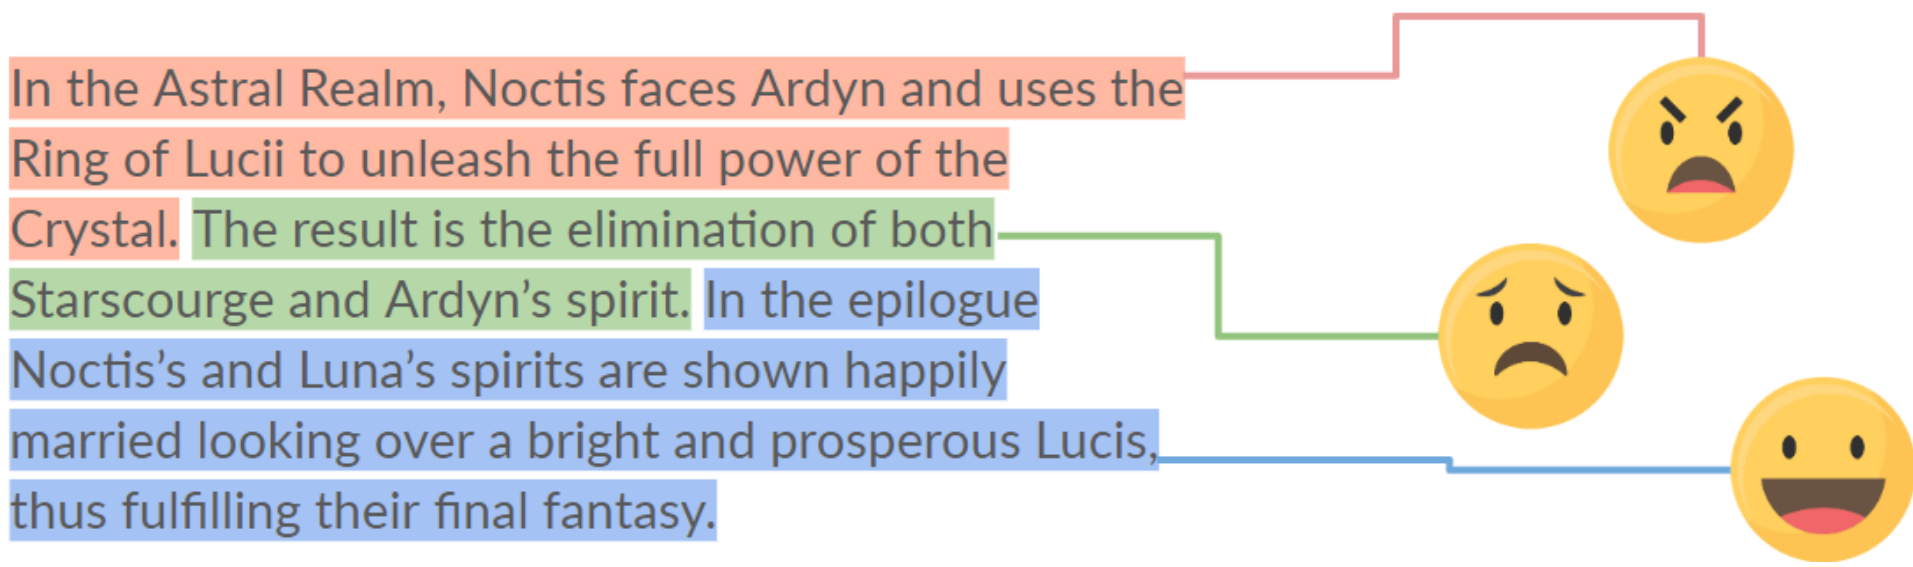 In the Astral Realm, Noctis faces Ardyn and uses the
Ring of Lucii to unleash the full power of the
Crystal. The result is the elimination of both
Starscourge and Ardyn’s spirit. In the epilogue
Noctis’s and Luna’s spirits are shown happily
married looking over a bright and prosperous Lucis,
thus fulfilling their final fantasy.